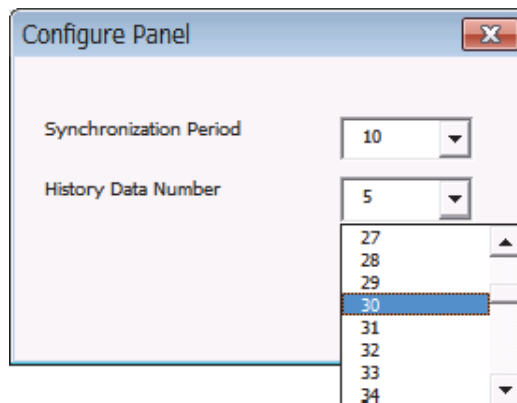 Configure Panel
Synchronization Period 10
History Data Number 5
27
28
29
30
31
32
33
34